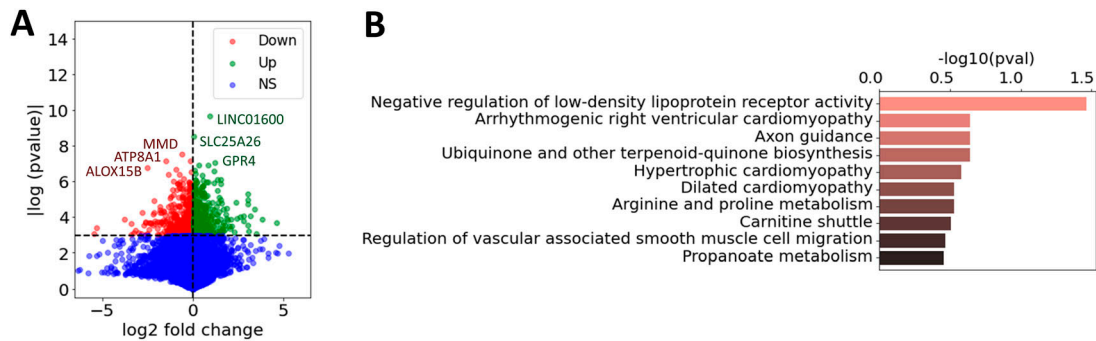 A
14
12
10
8
6
4
2
0
|log (pvalue)|
Down
Up
NS
LINC01600
SLC25A26
MMD
ATP8A1
GPR4
ALOX15B
−5
0
5
log2 fold change
B
-log10(pval)
0.0
0.5
1.0
1.5
Negative regulation of low-density lipoprotein receptor activity
Arrhythmogenic right ventricular cardiomyopathy
Axon guidance
Ubiquinone and other terpenoid-quinone biosynthesis
Hypertrophic cardiomyopathy
Dilated cardiomyopathy
Arginine and proline metabolism
Carnitine shuttle
Regulation of vascular associated smooth muscle cell migration
Propanoate metabolism